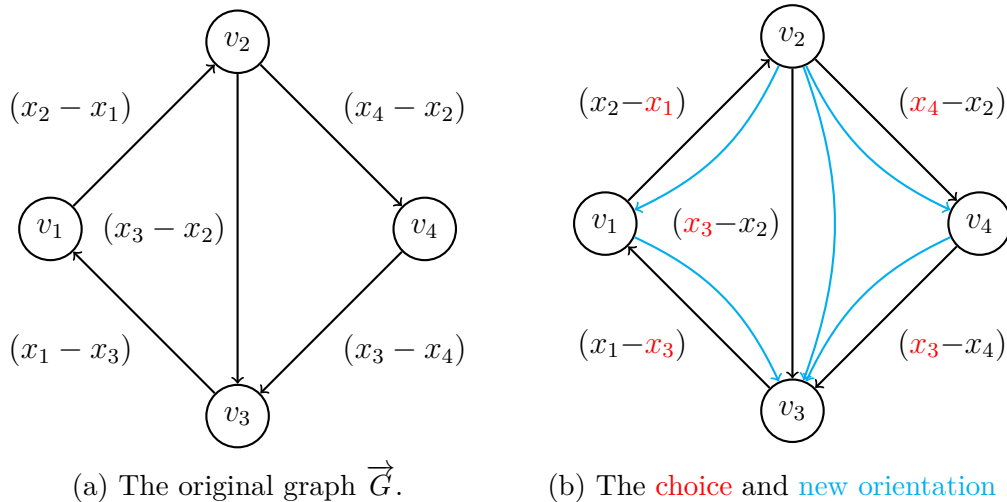 v₂
(x₂ − x₁)
(x₄ − x₂)
v₁
(x₃ − x₂)
v₄
(x₁ − x₃)
(x₃ − x₄)
v₃
(a) The original graph \overrightarrow{G}.
v₂
(x₂−x₁)
(x₄−x₂)
v₁
(x₃−x₂)
v₄
(x₁−x₃)
(x₃−x₄)
v₃
(b) The choice and new orientation